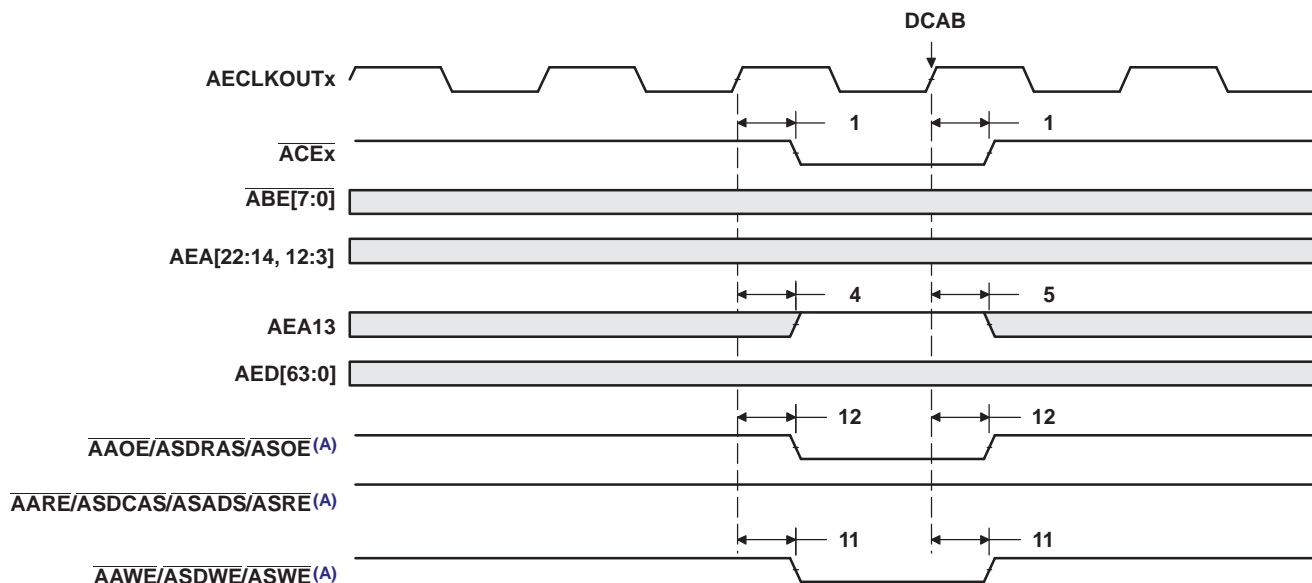 DCAB
AECLKOUTx
1 1
ACEx
ABE[7:0]
AEA[22:14, 12:3]
4 5
AEA13
AED[63:0]
12 12
AAOE/ASDRAS/ASOE(A)
AARE/ASDCAS/ASADS/ASRE(A)
11 11
AAWE/ASDWE/ASWE(A)